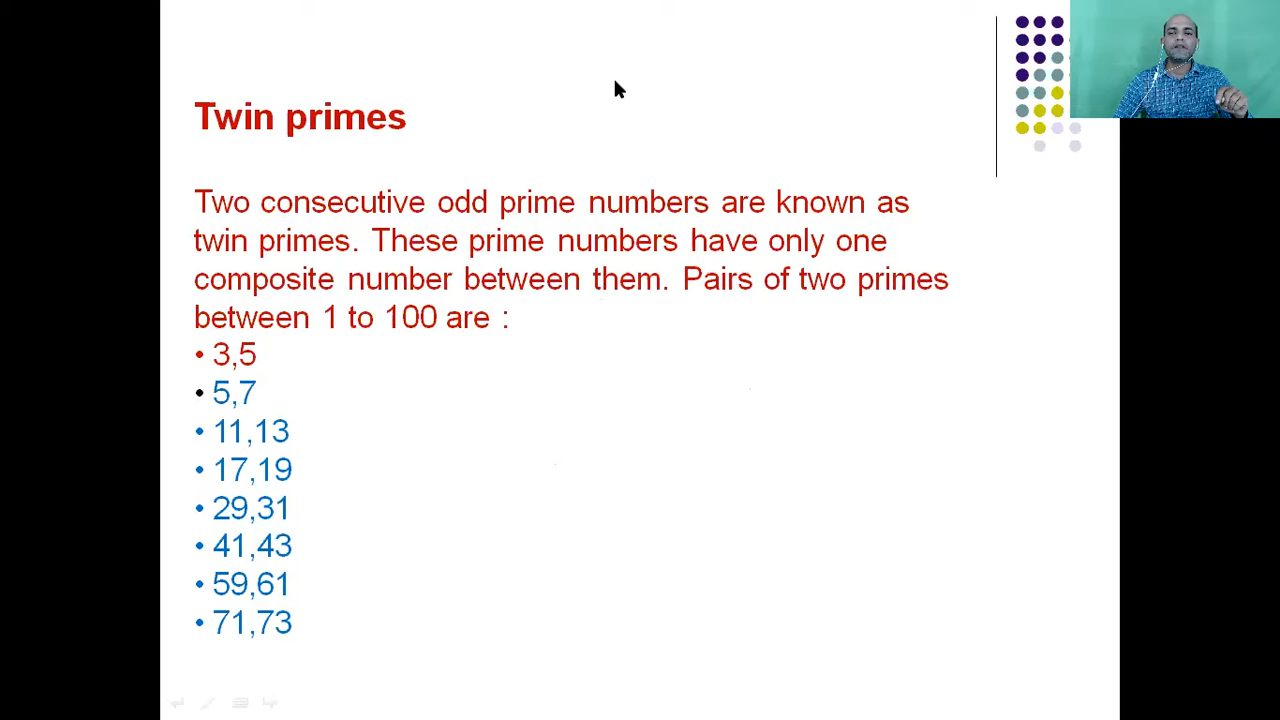 Twin primes
Two consecutive odd prime numbers are known as
twin primes. These prime numbers have only one
composite number between them. Pairs of two primes
between 1 to 100 are :
• 3,5
• 5,7
• 11,13
• 17,19
• 29,31
• 41,43
• 59,61
• 71,73